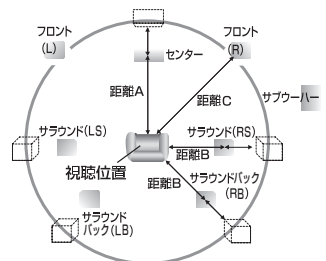 フロント
(L)
フロント
(R)
センター
距離A
距離C
サブウーハー
サラウンド(LS)
サラウンド(RS)
距離B
視聴位置
距離B
サラウンドバック
(RB)
サラウンド
バック(LB)